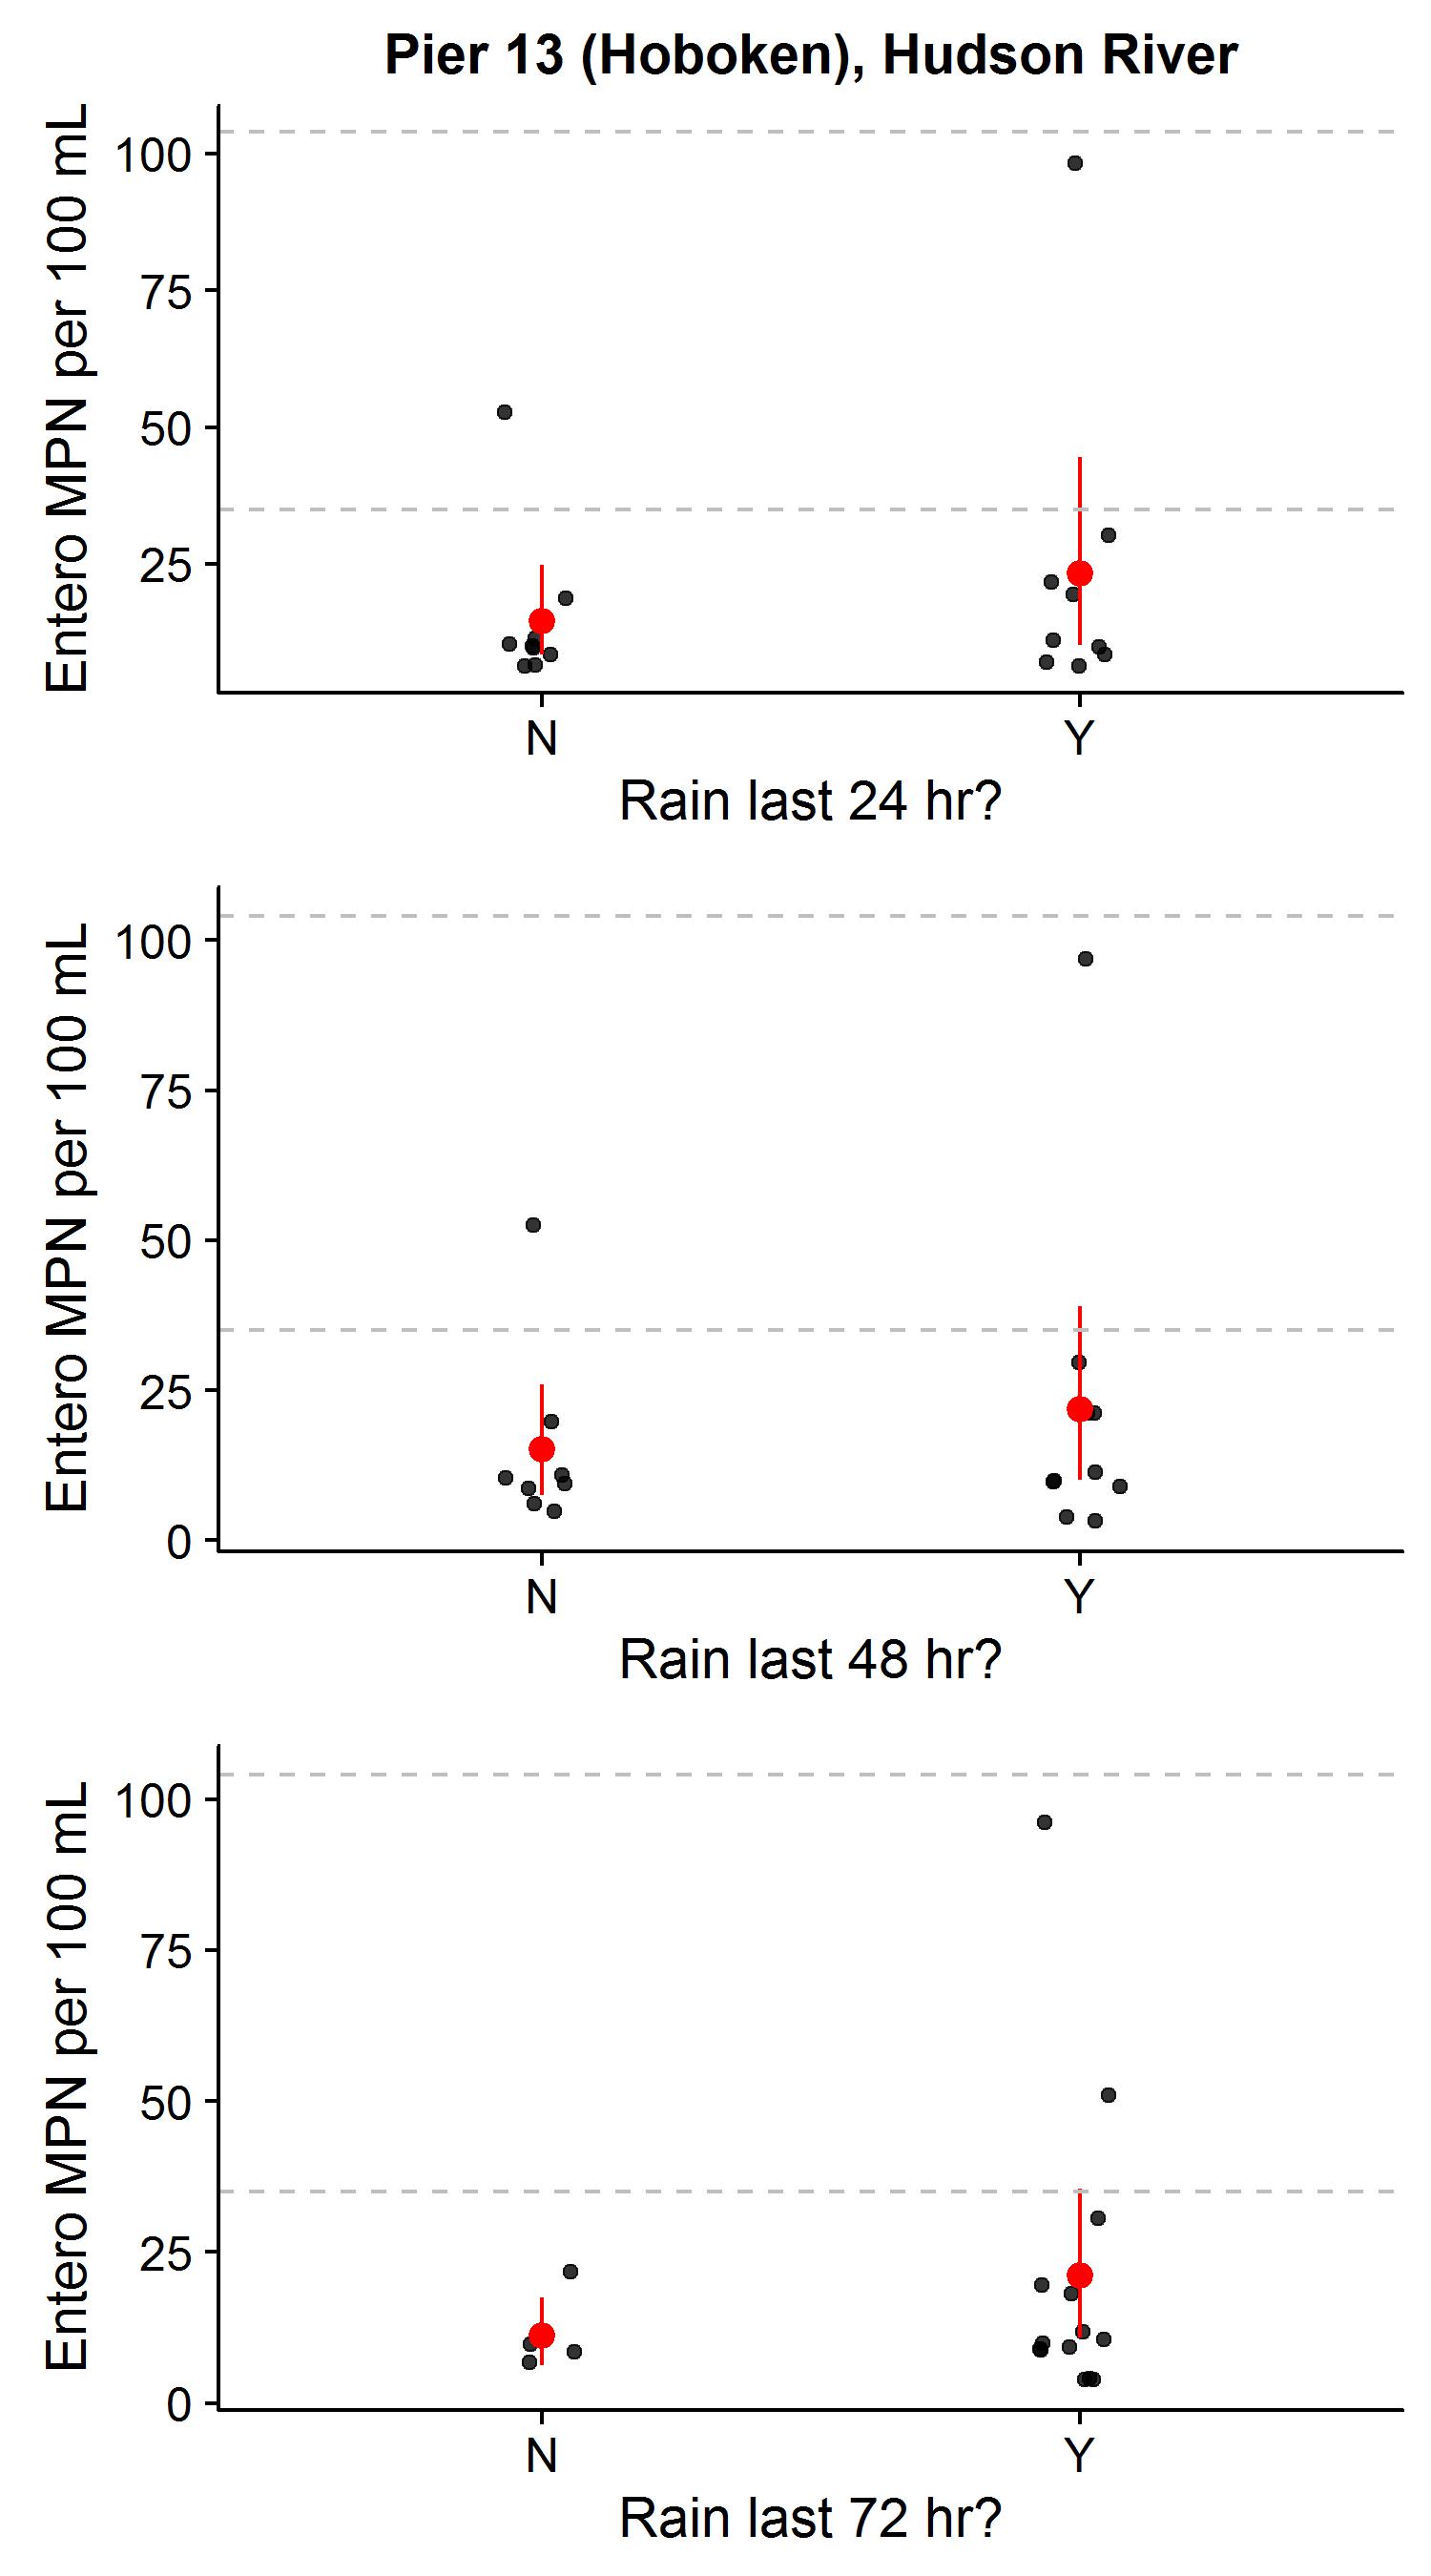 Pier 13 (Hoboken), Hudson River
Entero MPN per 100 mL
100
75
50
25
N Y
Rain last 24 hr?
Entero MPN per 100 mL
100
75
50
25
0
N Y
Rain last 48 hr?
Entero MPN per 100 mL
100
75
50
25
0
N Y
Rain last 72 hr?